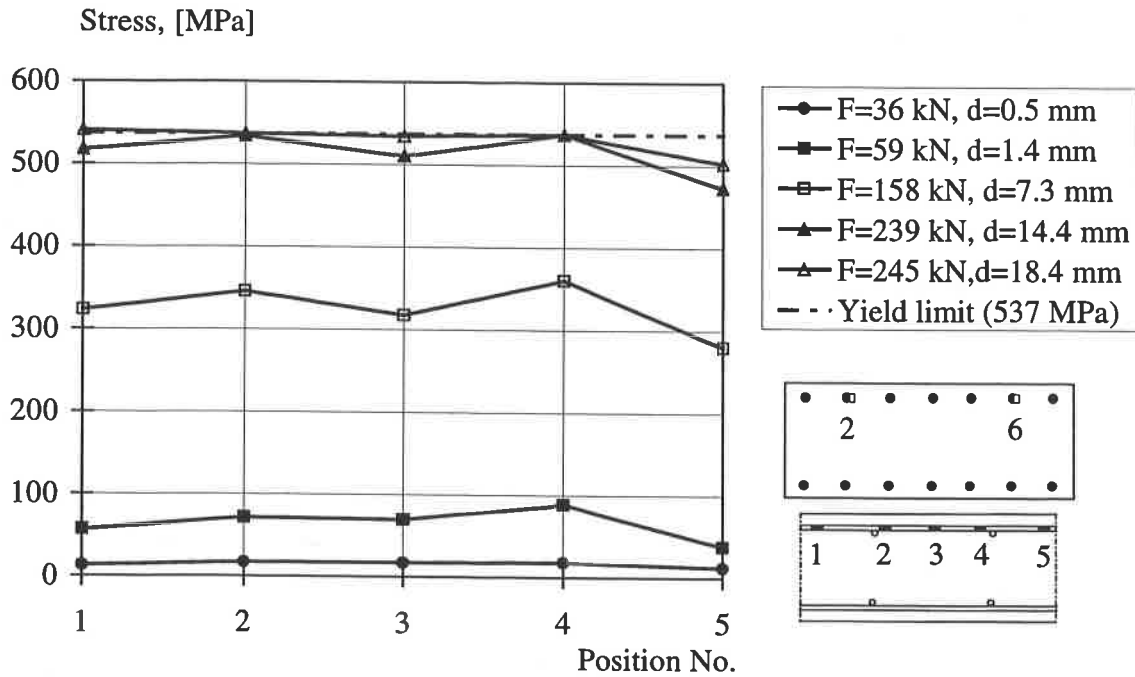 Stress, [MPa]
600
500
400
300
200
100
0
1 2 3 4 5
Position No.
F=36 kN, d=0.5 mm
F=59 kN, d=1.4 mm
F=158 kN, d=7.3 mm
F=239 kN, d=14.4 mm
F=245 kN,d=18.4 mm
Yield limit (537 MPa)
2 6
1 2 3 4 5